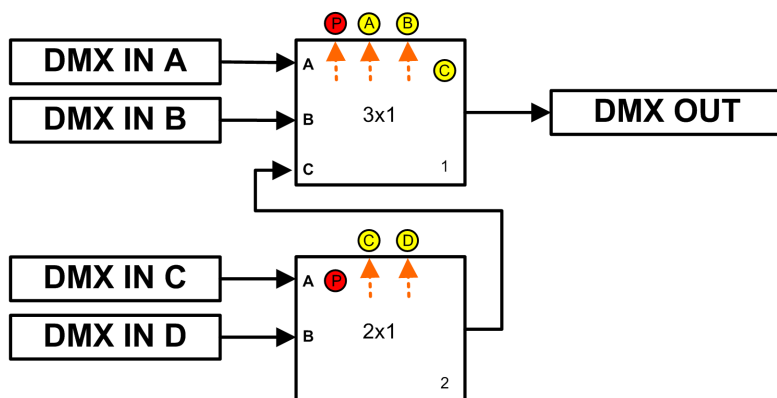 P A B
DMX IN A
A
C
DMX IN B
B
3x1
DMX OUT
C
1
C D
DMX IN C
A
P
DMX IN D
B
2x1
2